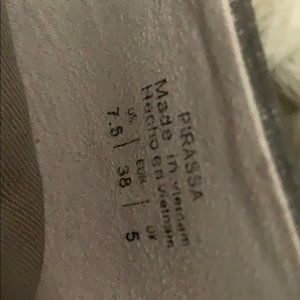 PIRASSA
Made in Vietnam
Hecho en Vietnam
US EUR UK
7.5 | 38 | 5